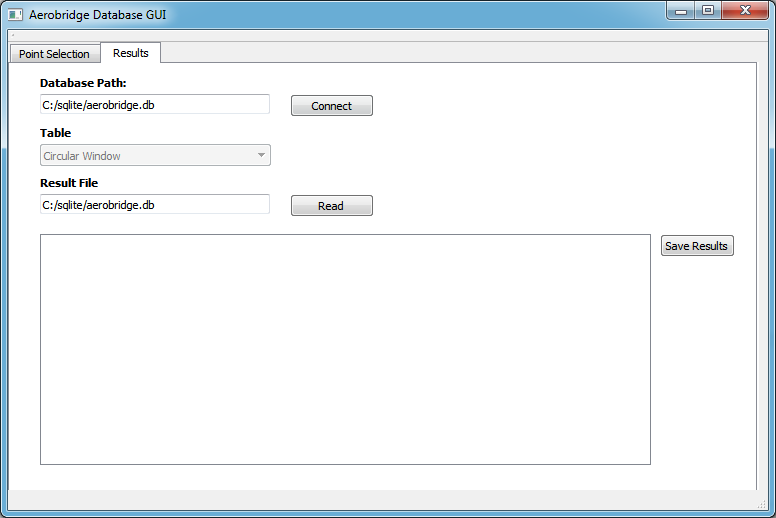 Aerobridge Database GUI
Point Selection
Results
Database Path:
C:/sqlite/aerobridge.db
Connect
Table
Circular Window
Result File
C:/sqlite/aerobridge.db
Read
Save Results